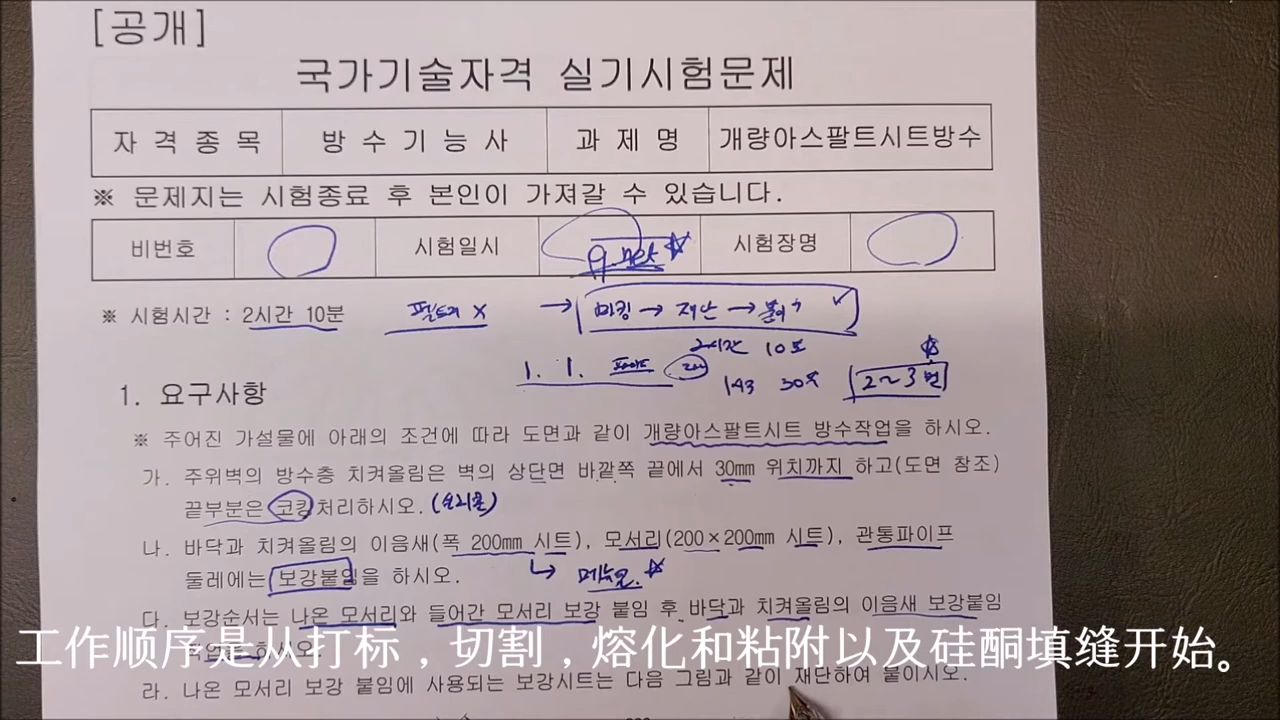 [공개]
국가기술자격 실기시험문제
자 격 종 목 방 수 기 능 사 과 제 명 개량아스팔트시트방수
※ 문제지는 시험종료 후 본인이 가져갈 수 있습니다.
비번호 시험일시 시험장명
※ 시험시간 : 2시간 10분 X → 마킹 → 재단 →
2시간 10
1. 1. 30 2~3번
1. 요구사항
※ 주어진 가설물에 아래의 조건에 따라 도면과 같이 개량아스팔트시트 방수작업을 하시오.
가. 주위벽의 방수층 치켜올림은 벽의 상단면 바깥쪽 끝에서 30mm 위치까지 하고(도면 참조)
끝부분은 코킹처리하시오. (실리콘)
나. 바닥과 치켜올림의 이음새(폭 200mm 시트), 모서리(200×200mm 시트), 관통파이프
둘레에는 보강붙임을 하시오. ↳ 메뉴얼
다. 보강순서는 나온 모서리와 들어간 모서리 보강 붙임 후 바닥과 치켜올림의 이음새 보강붙임
하시오
工作顺序是从打标，切割，熔化和粘附以及硅酮填缝开始。
라. 나온 모서리 보강 붙임에 사용되는 보강시트는 다음 그림과 같이 재단하여 붙이시오.